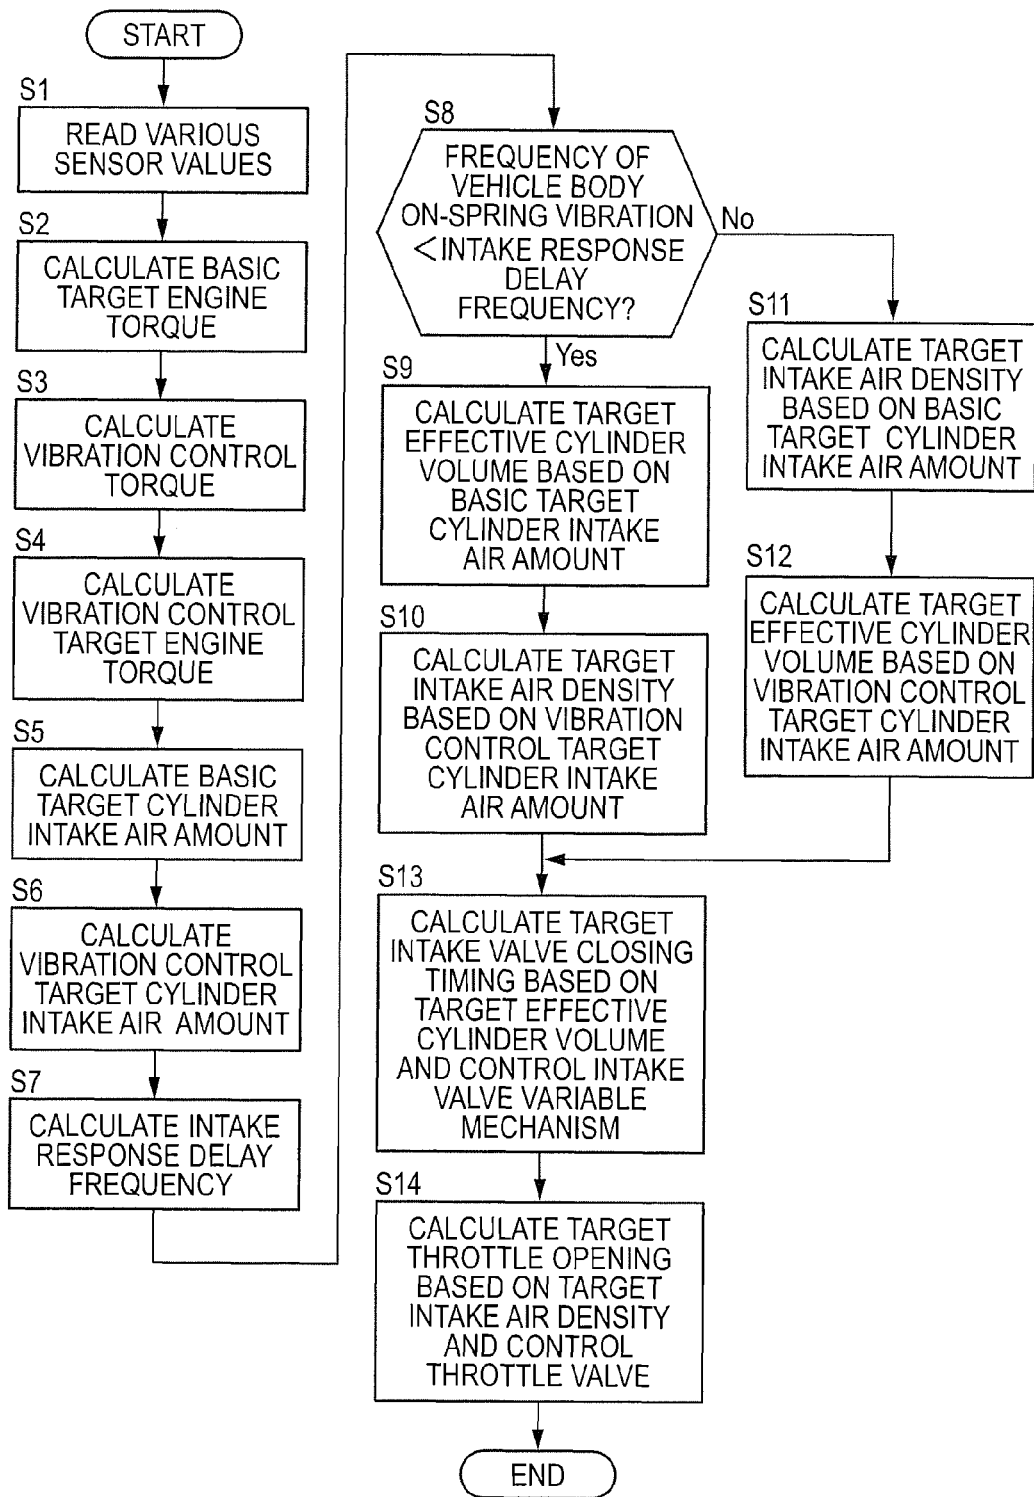 START
S1
READ VARIOUS
SENSOR VALUES
S2
CALCULATE BASIC
TARGET ENGINE
TORQUE
S3
CALCULATE
VIBRATION CONTROL
TORQUE
S4
CALCULATE
VIBRATION CONTROL
TARGET ENGINE
TORQUE
S5
CALCULATE BASIC
TARGET CYLINDER
INTAKE AIR AMOUNT
S6
CALCULATE
VIBRATION CONTROL
TARGET CYLINDER
INTAKE AIR AMOUNT
S7
CALCULATE INTAKE
RESPONSE DELAY
FREQUENCY
S8
FREQUENCY OF
VEHICLE BODY
ON-SPRING VIBRATION
<INTAKE RESPONSE
DELAY
FREQUENCY?
No
Yes
S9
CALCULATE TARGET
EFFECTIVE CYLINDER
VOLUME BASED ON
BASIC TARGET
CYLINDER INTAKE
AIR AMOUNT
S10
CALCULATE TARGET
INTAKE AIR DENSITY
BASED ON VIBRATION
CONTROL TARGET
CYLINDER INTAKE
AIR AMOUNT
S11
CALCULATE TARGET
INTAKE AIR DENSITY
BASED ON BASIC
TARGET CYLINDER
INTAKE AIR AMOUNT
S12
CALCULATE TARGET
EFFECTIVE CYLINDER
VOLUME BASED ON
VIBRATION CONTROL
TARGET CYLINDER
INTAKE AIR AMOUNT
S13
CALCULATE TARGET
INTAKE VALVE CLOSING
TIMING BASED ON
TARGET EFFECTIVE
CYLINDER VOLUME
AND CONTROL INTAKE
VALVE VARIABLE
MECHANISM
S14
CALCULATE TARGET
THROTTLE OPENING
BASED ON TARGET
INTAKE AIR DENSITY
AND CONTROL
THROTTLE VALVE
END